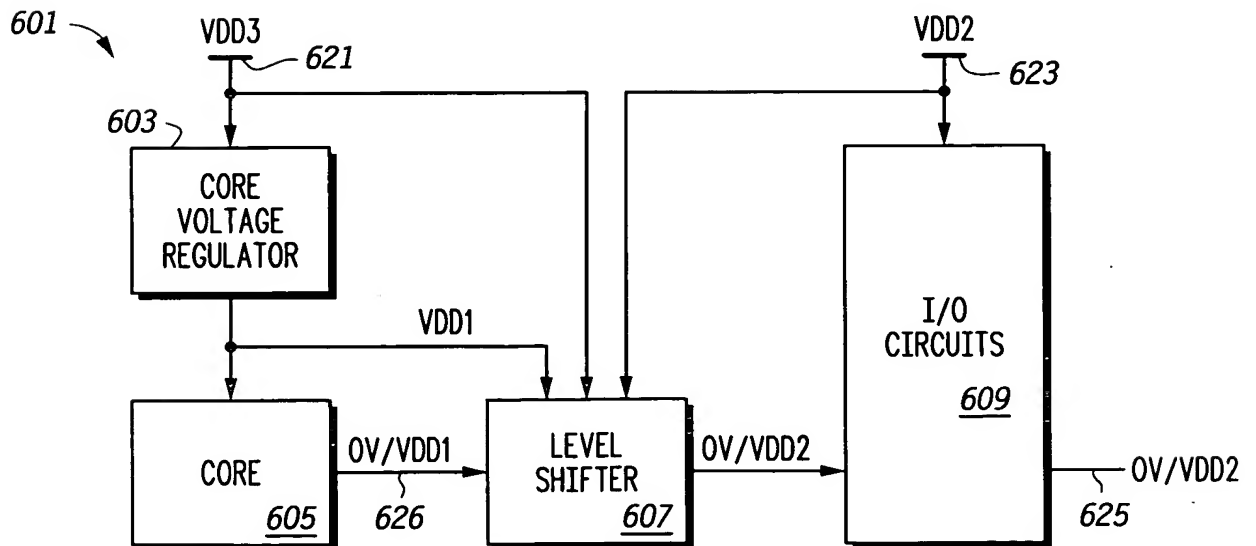 601
VDD3
621
VDD2
623
603
CORE
VOLTAGE
REGULATOR
VDD1
I/O
CIRCUITS
609
CORE
605
0V/VDD1
626
LEVEL
SHIFTER
607
0V/VDD2
0V/VDD2
625